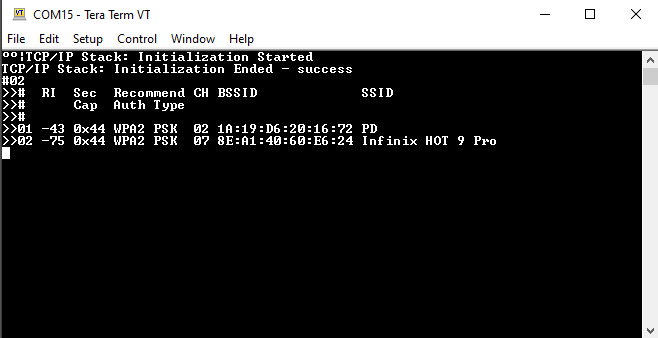 COM15 - Tera Term VT
File Edit Setup Control Window Help
ºº¦TCP/IP Stack: Initialization Started
TCP/IP Stack: Initialization Ended - success
#02
>>#  RI  Sec  Recommend CH BSSID             SSID
>>#      Cap  Auth Type
>>#
>>01 -43 0x44 WPA2 PSK  02 1A:19:D6:20:16:72 PD
>>02 -75 0x44 WPA2 PSK  07 8E:A1:40:60:E6:24 Infinix HOT 9 Pro